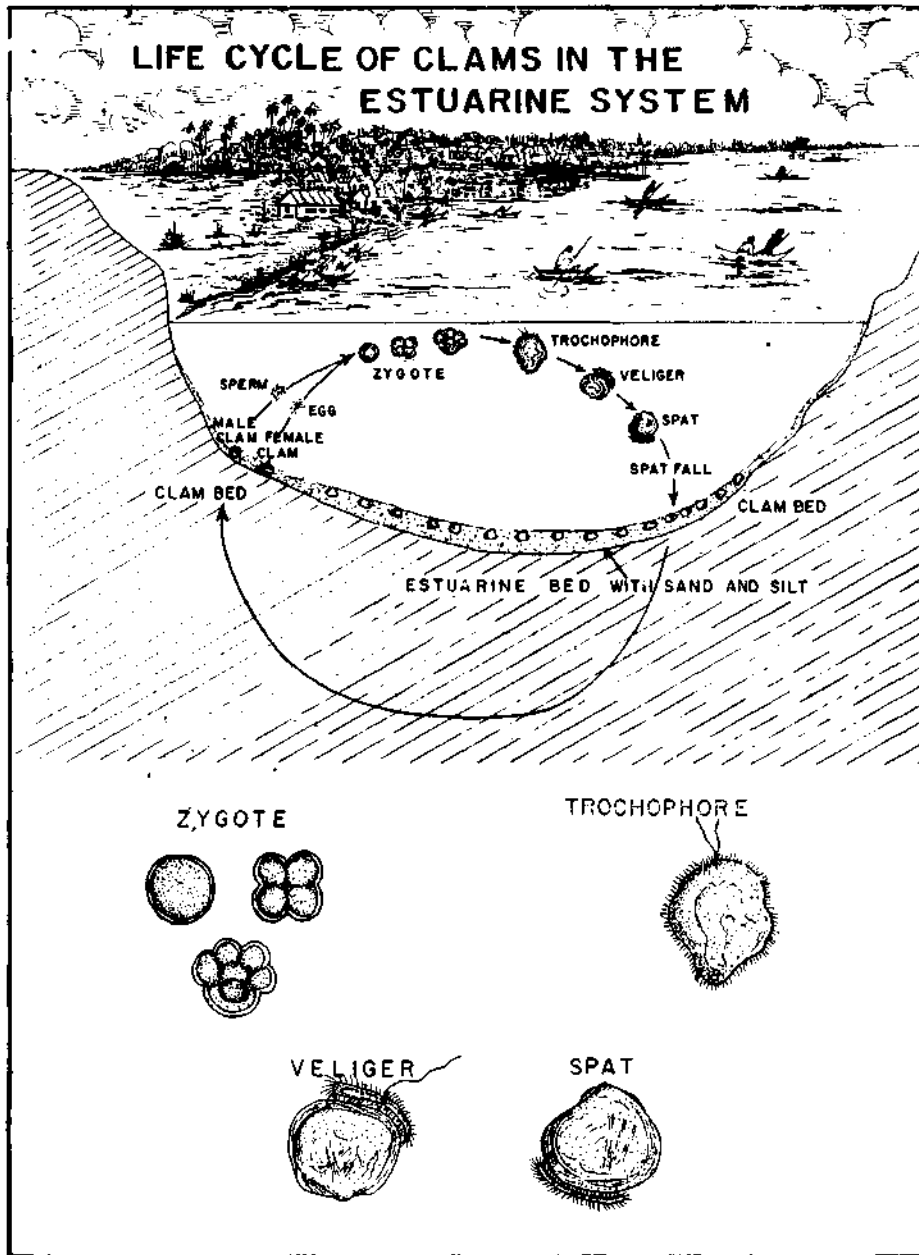 LIFE CYCLE OF CLAMS IN THE
ESTUARINE SYSTEM
TROCHOPHORE
ZYGOTE
VELIGER
SPERM
EGG
SPAT
MALE
CLAM
FEMALE
CLAM
SPAT FALL
CLAM BED
CLAM BED
ESTUARINE BED WITH SAND AND SILT
ZYGOTE
TROCHOPHORE
VELIGER
SPAT